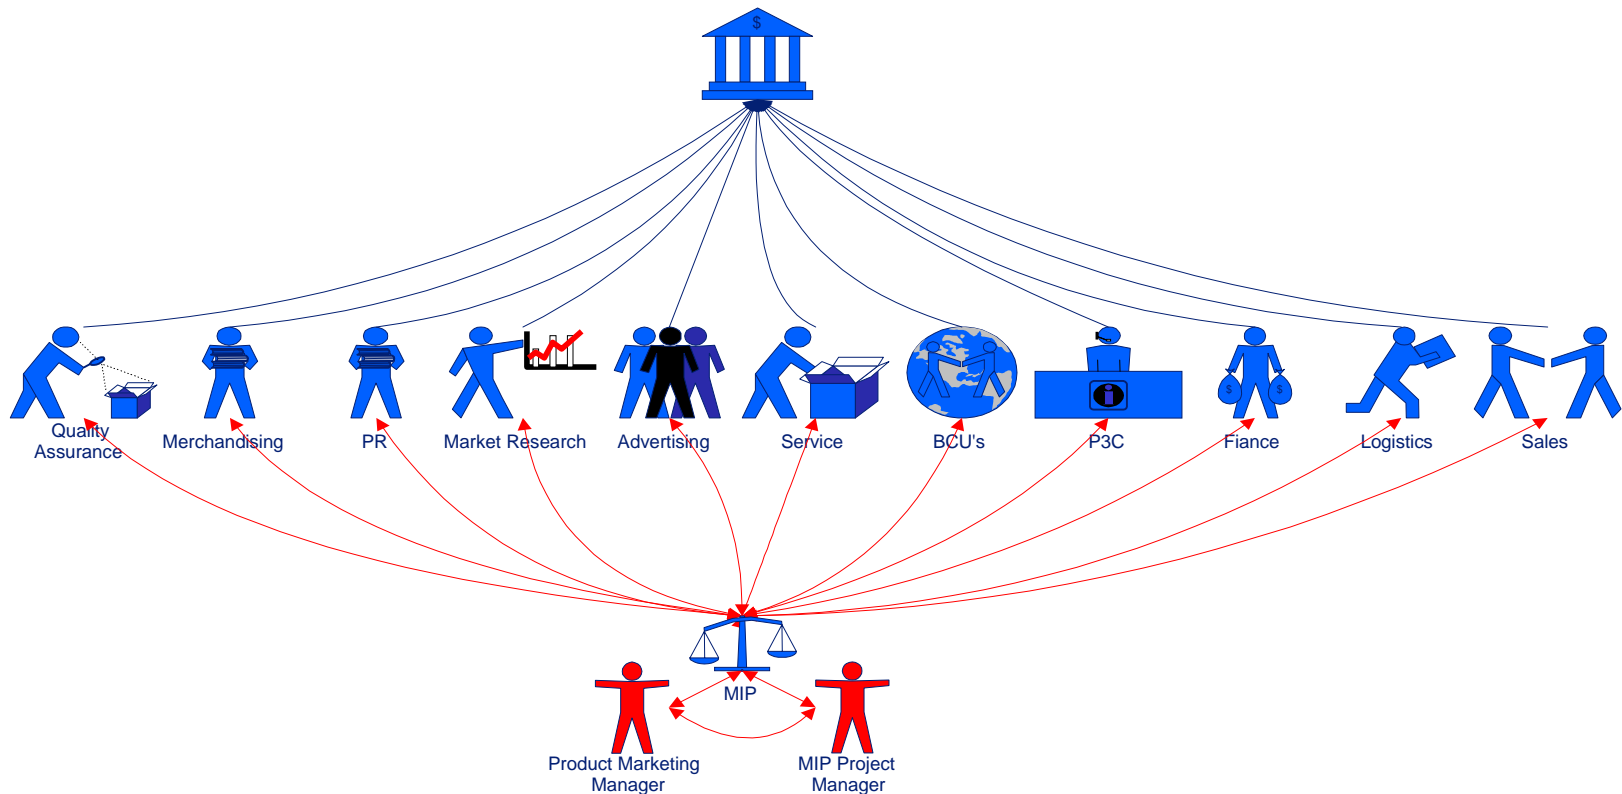 $
$ $
Quality
Assurance
Merchandising
PR
Market Research
Advertising
Service
BCU's
P3C
Fiance
Logistics
Sales
MIP
Product Marketing
Manager
MIP Project
Manager